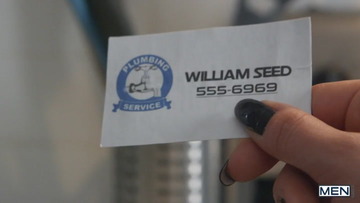 PLUMBING
SERVICE
WILLIAM SEED
555-6969
MEN